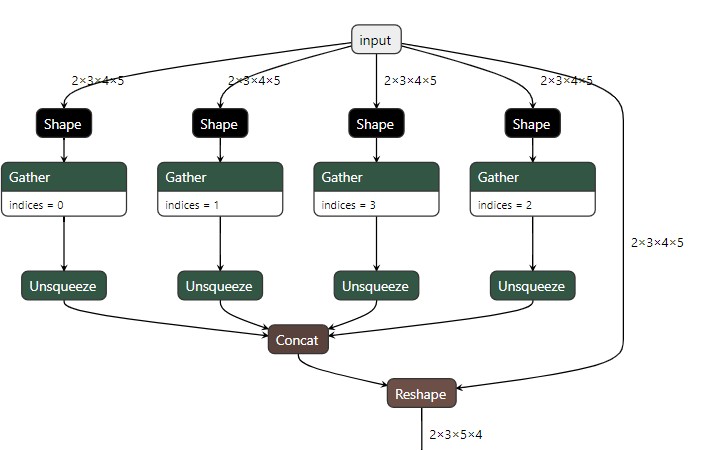 input
2×3×4×5 2×3×4×5 2×3×4×5 2×3×4×5
Shape Shape Shape Shape
Gather Gather Gather Gather
indices = 0 indices = 1 indices = 3 indices = 2
2×3×4×5
Unsqueeze Unsqueeze Unsqueeze Unsqueeze
Concat
Reshape
2×3×5×4